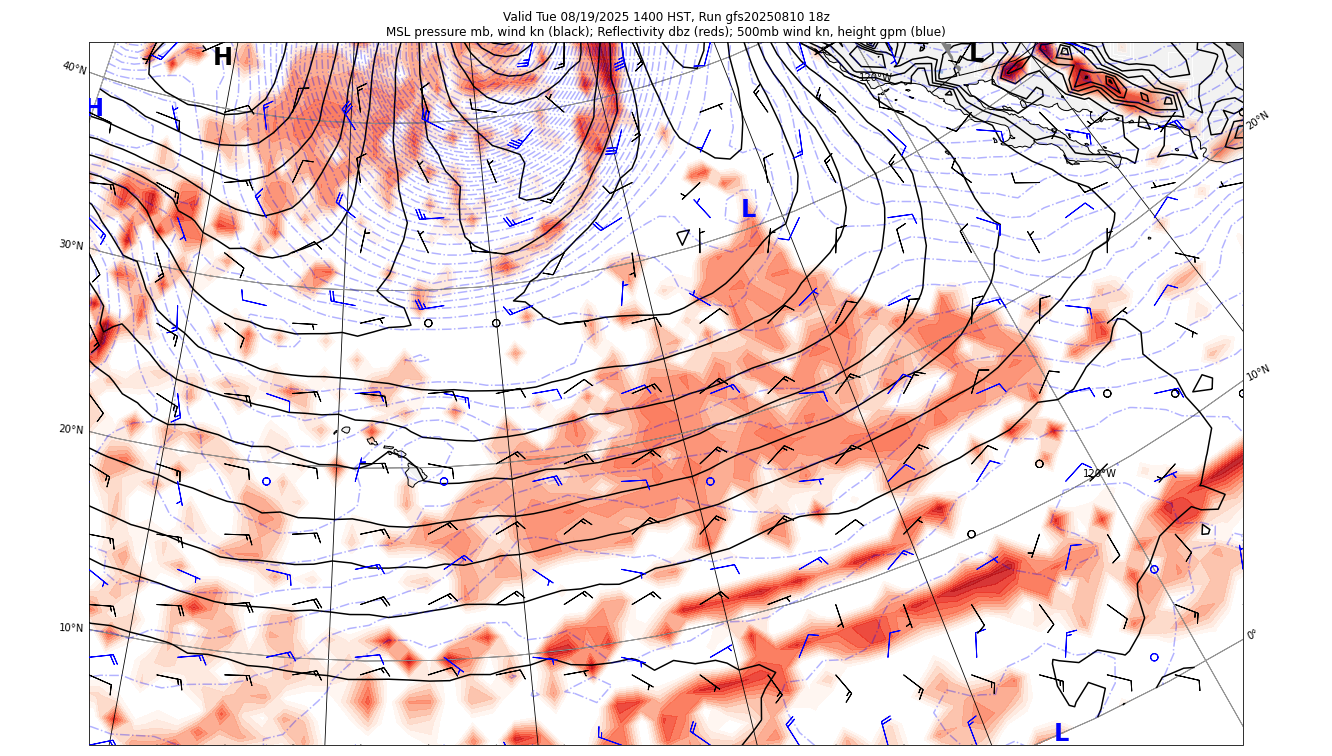 Valid Tue 08/19/2025 1400 HST, Run gfs20250810 18z
MSL pressure mb, wind kn (black); Reflectivity dbz (reds); 500mb wind kn, height gpm (blue)
H
L
40°N
120°W
H
20°N
L
30°N
10°N
20°N
120°W
10°N
0°
L